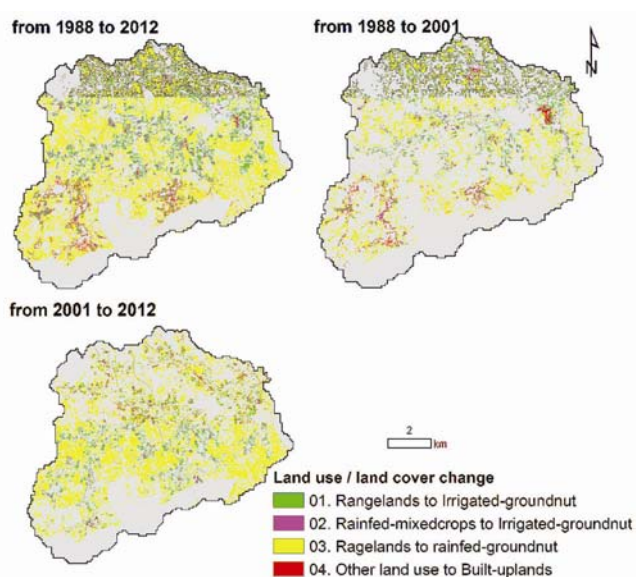 from 1988 to 2012
from 1988 to 2001
N
from 2001 to 2012
2
km
Land use / land cover change
01. Rangelands to Irrigated-groundnut
02. Rainfed-mixedcrops to Irrigated-groundnut
03. Ragelands to rainfed-groundnut
04. Other land use to Built-uplands